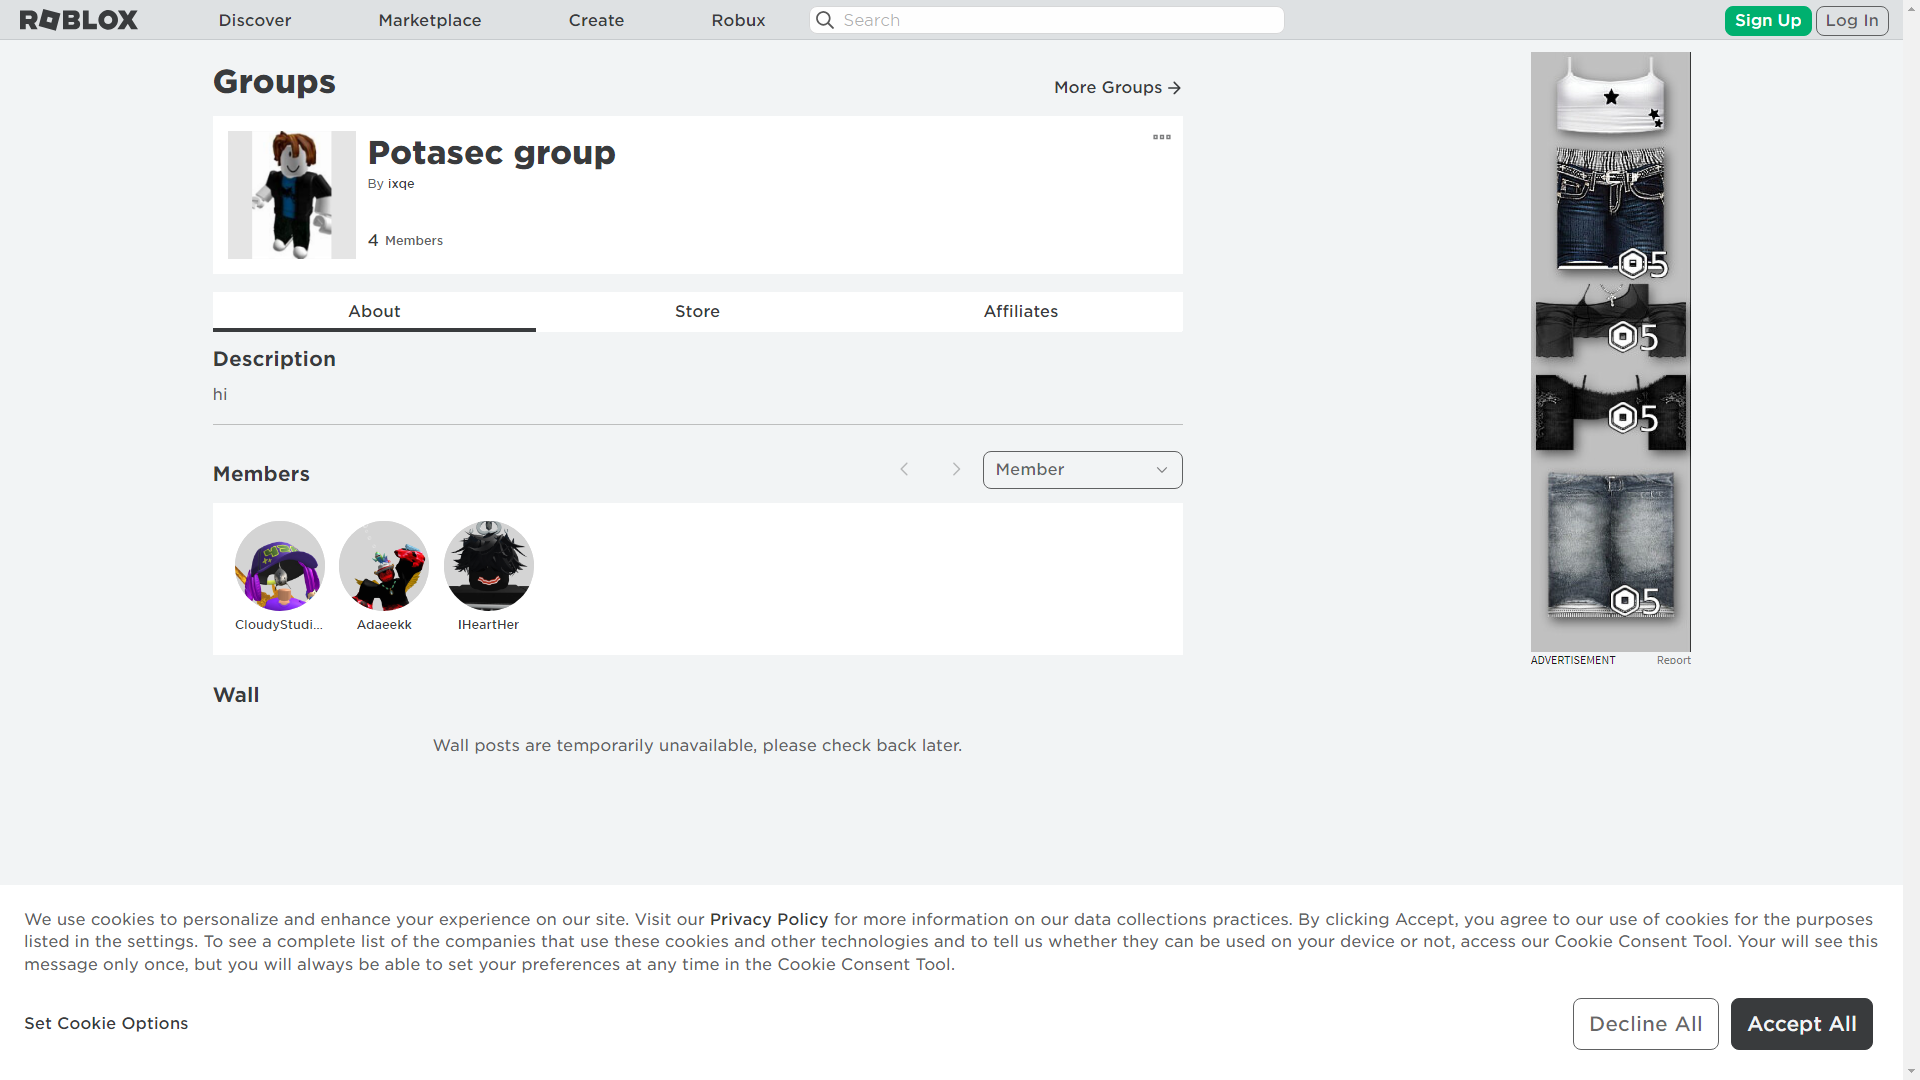 ROBLOX
Discover
Marketplace
Create
Robux
Search
Sign Up
Log In
Groups
More Groups
Potasec group
By ixqe
4 Members
About
Store
Affiliates
Description
hi
Members
Member
CloudyStudi...
Adaeekk
IHeartHer
Wall
Wall posts are temporarily unavailable, please check back later.
5
5
5
5
ADVERTISEMENT
Report
We use cookies to personalize and enhance your experience on our site. Visit our Privacy Policy for more information on our data collections practices. By clicking Accept, you agree to our use of cookies for the purposes
listed in the settings. To see a complete list of the companies that use these cookies and other technologies and to tell us whether they can be used on your device or not, access our Cookie Consent Tool. Your will see this
message only once, but you will always be able to set your preferences at any time in the Cookie Consent Tool.
Set Cookie Options
Decline All
Accept All